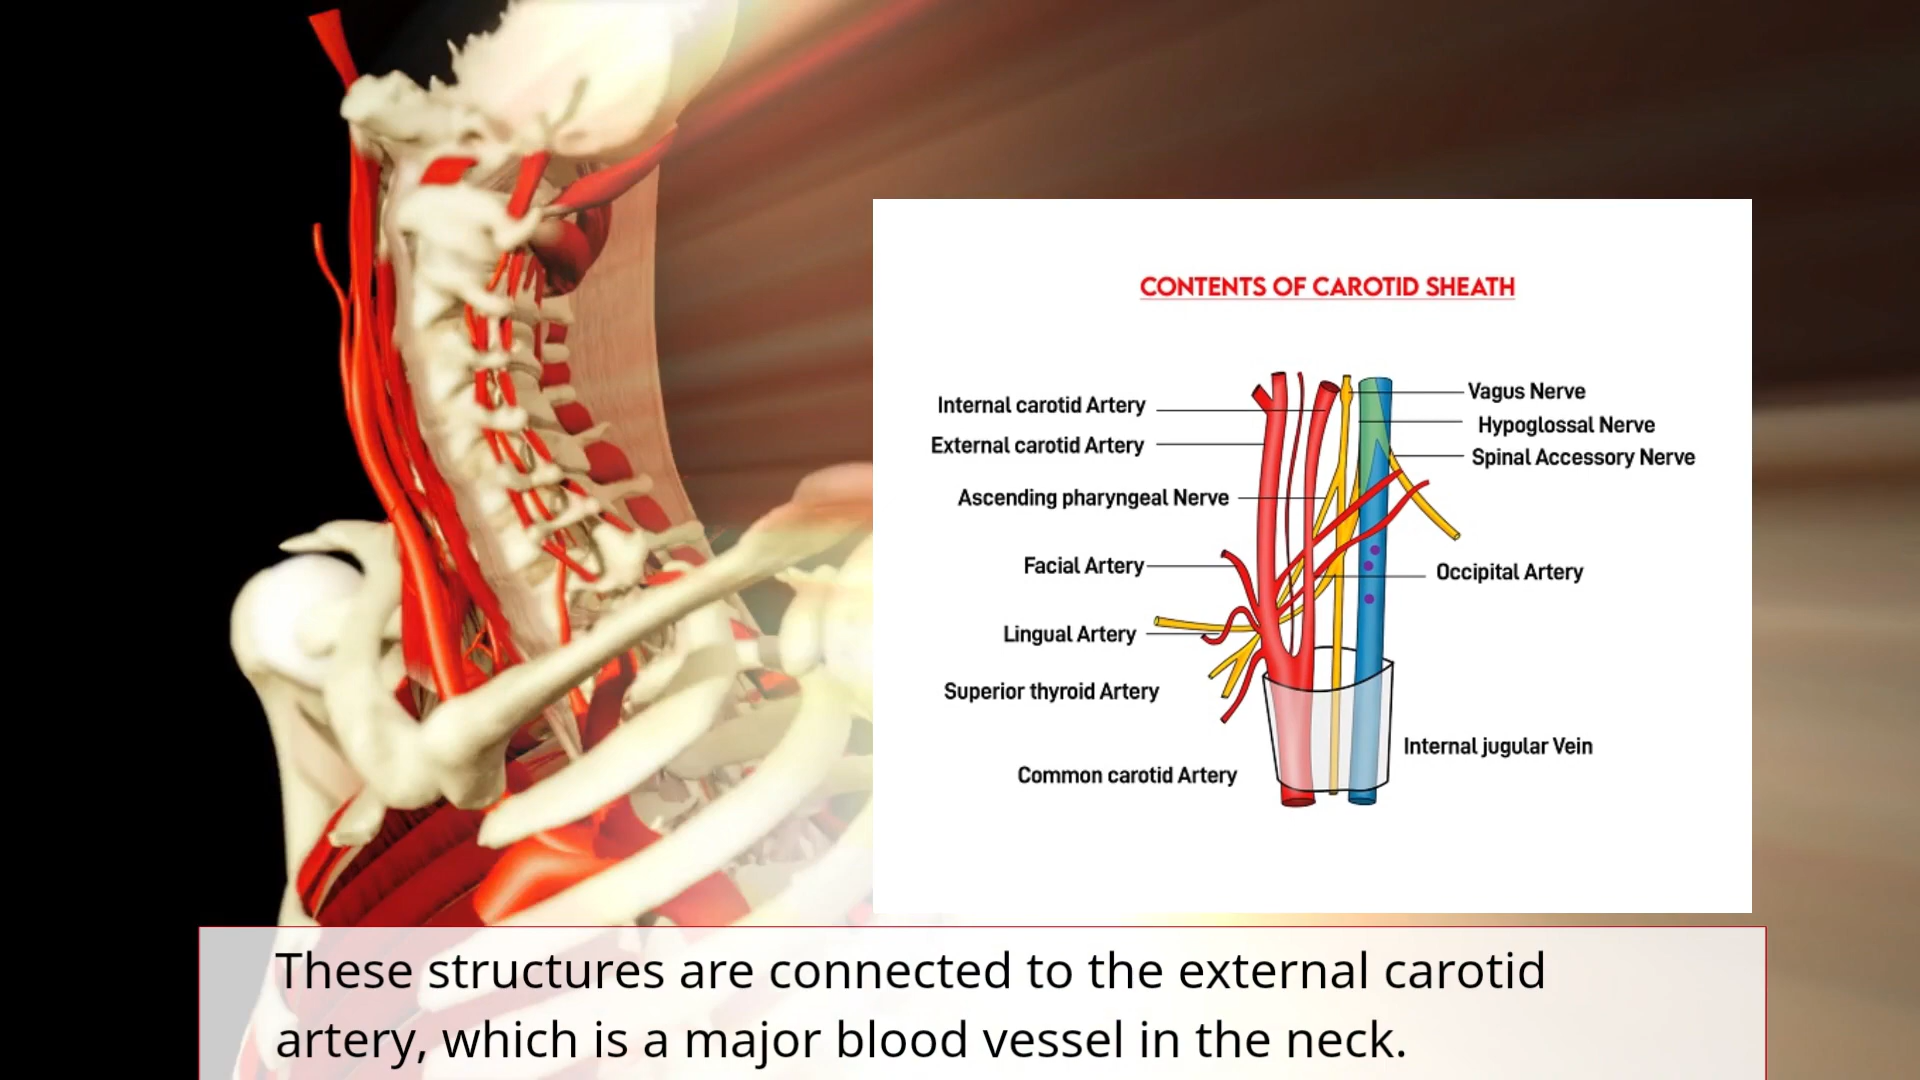 CONTENTS OF CAROTID SHEATH
Internal carotid Artery
External carotid Artery
Ascending pharyngeal Nerve
Facial Artery
Lingual Artery
Superior thyroid Artery
Common carotid Artery
Vagus Nerve
Hypoglossal Nerve
Spinal Accessory Nerve
Occipital Artery
Internal jugular Vein
These structures are connected to the external carotid
artery, which is a major blood vessel in the neck.